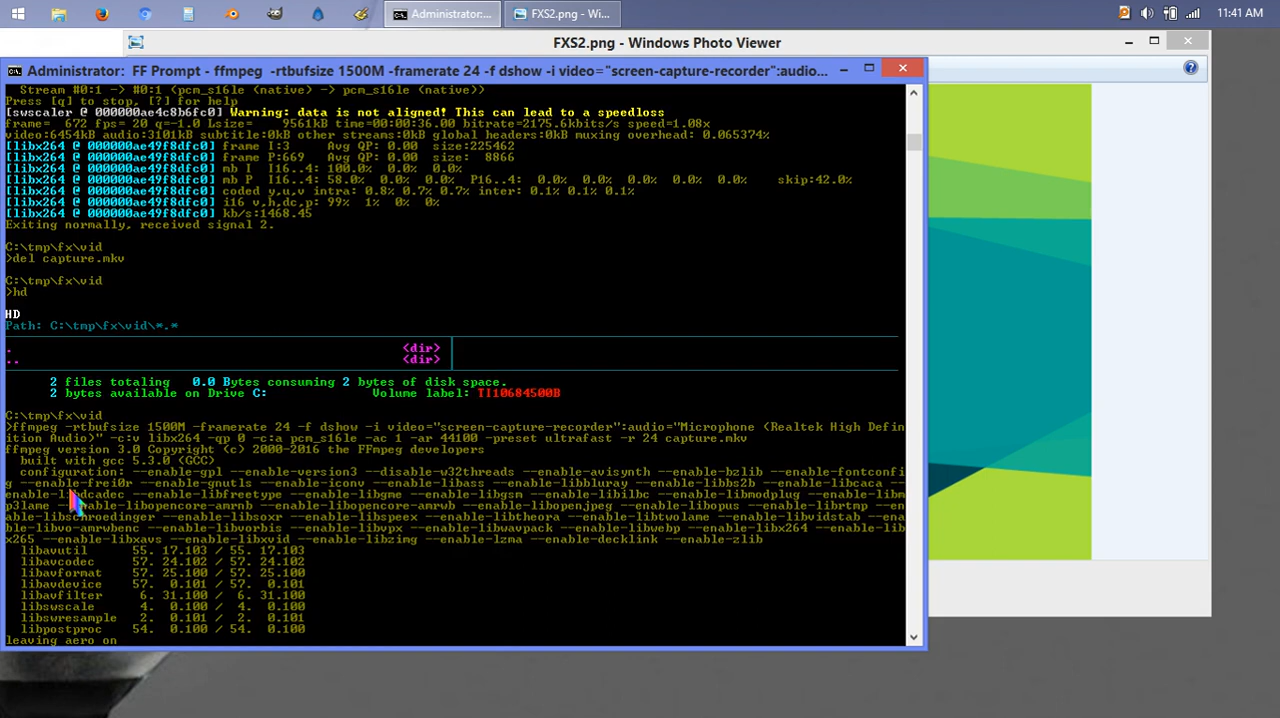 Administrator:...
FXS2.png - Wi...
11:41 AM
FXS2.png - Windows Photo Viewer
Administrator: FF Prompt - ffmpeg -rtbufsize 1500M -framerate 24 -f dshow -i video="screen-capture-recorder":audio...
Stream #0:1 -> #0:1 (pcm_s16le (native) -> pcm_s16le (native))
Press [q] to stop, [?] for help
[swscaler @ 000000ae4c8b6fc0] Warning: data is not aligned! This can lead to a speedloss
frame= 672 fps= 20 q=-1.0 Lsize= 9561kB time=00:00:36.00 bitrate=2175.6kbits/s speed=1.08x
video:6454kB audio:3101kB subtitle:0kB other streams:0kB global headers:0kB muxing overhead: 0.065374%
[libx264 @ 000000ae49f8dfc0] frame I:3 Avg QP: 0.00 size:225462
[libx264 @ 000000ae49f8dfc0] frame P:669 Avg QP: 0.00 size: 8866
[libx264 @ 000000ae49f8dfc0] mb I I16..4: 100.0% 0.0% 0.0%
[libx264 @ 000000ae49f8dfc0] mb P I16..4: 58.0% 0.0% 0.0% P16..4: 0.0% 0.0% 0.0% 0.0% 0.0% skip:42.0%
[libx264 @ 000000ae49f8dfc0] coded y,u,v intra: 0.8% 0.7% 0.7% inter: 0.1% 0.1% 0.1%
[libx264 @ 000000ae49f8dfc0] i16 v,h,dc,p: 99% 1% 0% 0%
[libx264 @ 000000ae49f8dfc0] kb/s:1468.45
Exiting normally, received signal 2.
C:\tmp\fx\vid
>del capture.mkv
C:\tmp\fx\vid
>hd
HD
Path: C:\tmp\fx\vid\*.*
. <dir>
.. <dir>
2 files totaling 0.0 Bytes consuming 2 bytes of disk space.
2 bytes available on Drive C: Volume label: TI10684500B
C:\tmp\fx\vid
>ffmpeg -rtbufsize 1500M -framerate 24 -f dshow -i video="screen-capture-recorder":audio="Microphone (Realtek High Defin
ition Audio)" -c:v libx264 -qp 0 -c:a pcm_s16le -ac 1 -ar 44100 -preset ultrafast -r 24 capture.mkv
ffmpeg version 3.0 Copyright (c) 2000-2016 the FFmpeg developers
built with gcc 5.3.0 (GCC)
configuration: --enable-gpl --enable-version3 --disable-w32threads --enable-avisynth --enable-bzlib --enable-fontconfi
g --enable-frei0r --enable-gnutls --enable-iconv --enable-libass --enable-libbluray --enable-libbs2b --enable-libcaca --
enable-libdcadec --enable-libfreetype --enable-libgme --enable-libgsm --enable-libilbc --enable-libmodplug --enable-libm
p3lame --enable-libopencore-amrnb --enable-libopencore-amrwb --enable-libopenjpeg --enable-libopus --enable-librtmp --en
able-libschroedinger --enable-libsoxr --enable-libspeex --enable-libtheora --enable-libtwolame --enable-libvidstab --ena
ble-libvo-amrwbenc --enable-libvorbis --enable-libvpx --enable-libwavpack --enable-libwebp --enable-libx264 --enable-lib
x265 --enable-libxavs --enable-libxvid --enable-libzimg --enable-lzma --enable-decklink --enable-zlib
libavutil 55. 17.103 / 55. 17.103
libavcodec 57. 24.102 / 57. 24.102
libavformat 57. 25.100 / 57. 25.100
libavdevice 57. 0.101 / 57. 0.101
libavfilter 6. 31.100 / 6. 31.100
libswscale 4. 0.100 / 4. 0.100
libswresample 2. 0.101 / 2. 0.101
libpostproc 54. 0.100 / 54. 0.100
leaving aero on